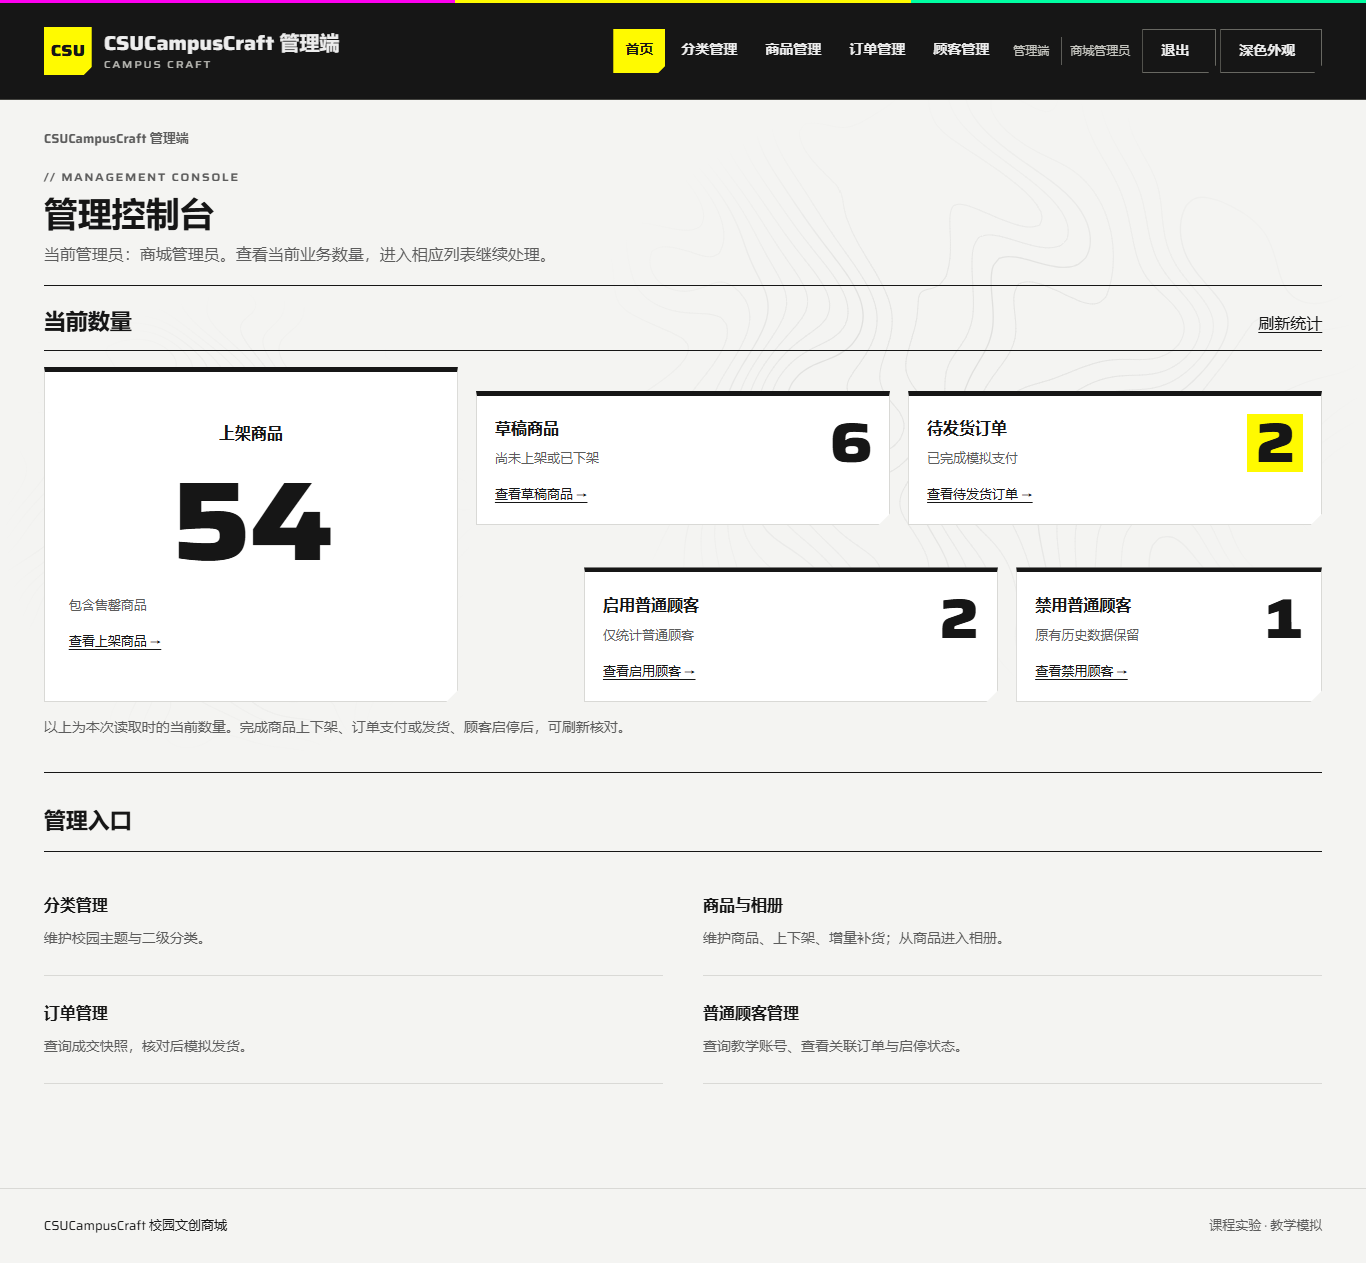 CSU
CSUCampusCraft 管理端
CAMPUS CRAFT
首页 分类管理 商品管理 订单管理 顾客管理 管理端 商城管理员 退出 深色外观
CSUCampusCraft 管理端
// MANAGEMENT CONSOLE
管理控制台
当前管理员：商城管理员。查看当前业务数量，进入相应列表继续处理。
当前数量
刷新统计
上架商品
54
包含售罄商品
查看上架商品 →
草稿商品
6
尚未上架或已下架
查看草稿商品 →
待发货订单
2
已完成模拟支付
查看待发货订单 →
启用普通顾客
2
仅统计普通顾客
查看启用顾客 →
禁用普通顾客
1
原有历史数据保留
查看禁用顾客 →
以上为本次读取时的当前数量。完成商品上下架、订单支付或发货、顾客启停后，可刷新核对。
管理入口
分类管理
维护校园主题与二级分类。
商品与相册
维护商品、上下架、增量补货；从商品进入相册。
订单管理
查询成交快照，核对后模拟发货。
普通顾客管理
查询教学账号、查看关联订单与启停状态。
CSUCampusCraft 校园文创商城
课程实验 · 教学模拟